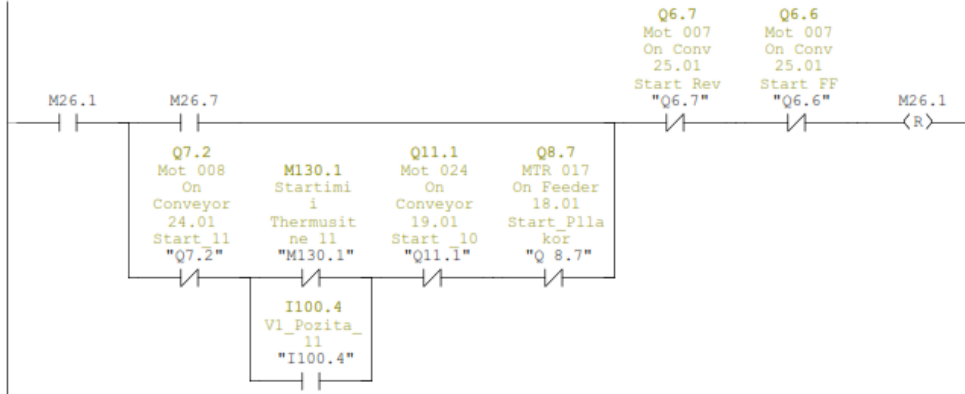 Q6.7
Mot 007
On Conv
25.01
Start Rev
"Q6.7"
Q6.6
Mot 007
On Conv
25.01
Start FF
"Q6.6"
M26.1
M26.7
M26.1
(R)
Q7.2
Mot 008
On
Conveyor
24.01
Start_11
"Q7.2"
M130.1
Startimi
i
Thermusit
ne 11
"M130.1"
Q11.1
Mot 024
On
Conveyor
19.01
Start _10
"Q11.1"
Q8.7
MTR 017
On Feeder
18.01
Start_Plla
kor
"Q 8.7"
I100.4
V1_Pozita_
11
"I100.4"